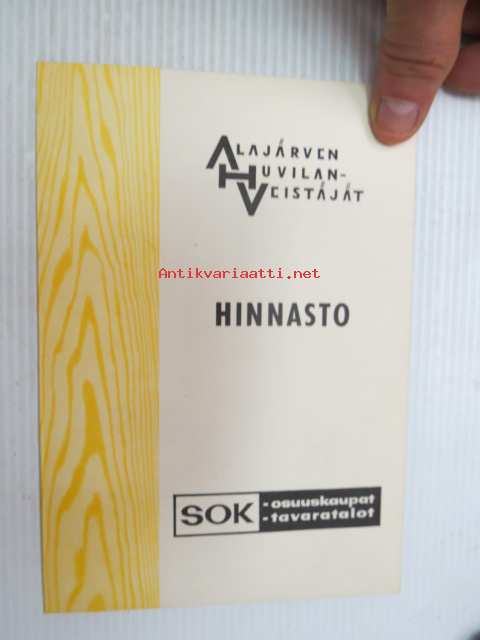 ALAJÄRVEN
HUVILAN-
VEISTÄJÄT
Antikvariaatti.net
HINNASTO
SOK -osuuskaupat
-tavaratalot